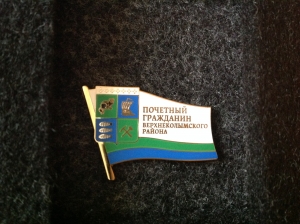 ПОЧЕТНЫЙ
ГРАЖДАНИН
ВЕРХНЕКОЛЫМСКОГО
РАЙОНА